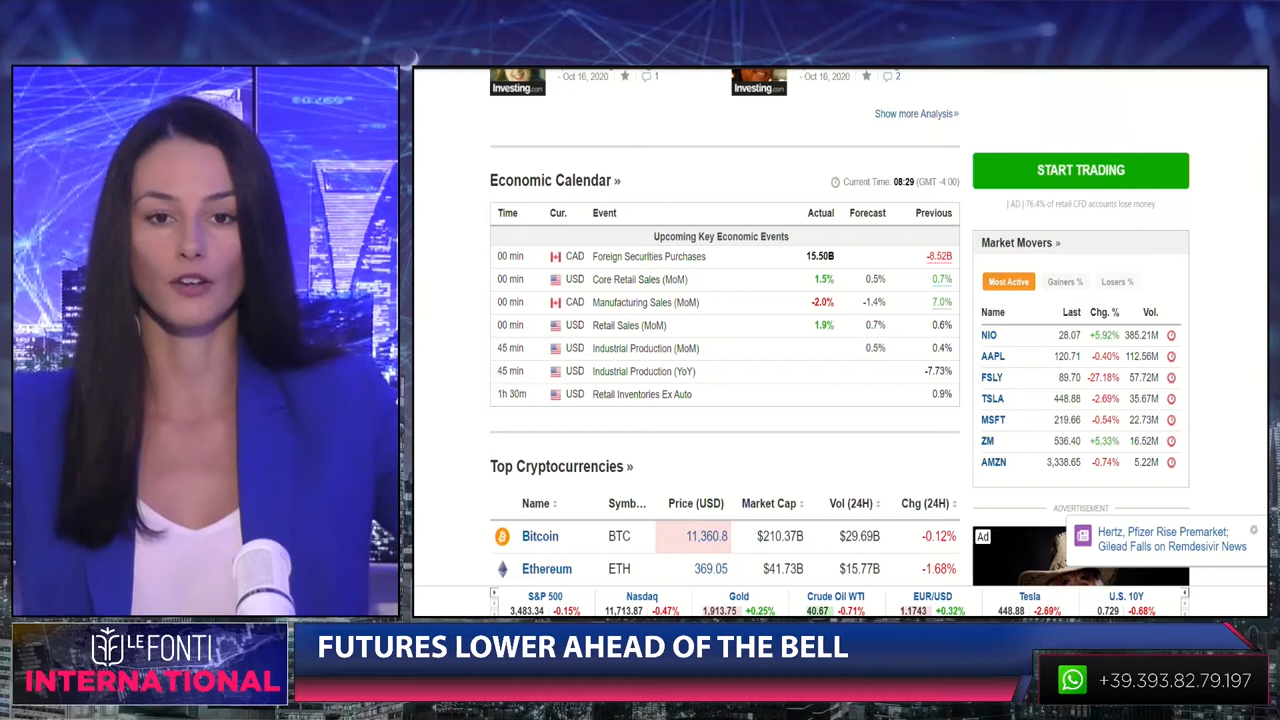 Investing.com
- Oct 16, 2020 1
Investing.com
- Oct 16, 2020 2
Show more Analysis»
Economic Calendar »
Current Time: 08:29 (GMT -4:00)
Time Cur. Event Actual Forecast Previous
Upcoming Key Economic Events
00 min CAD Foreign Securities Purchases 15.50B -8.52B
00 min USD Core Retail Sales (MoM) 1.5% 0.5% 0.7%
00 min CAD Manufacturing Sales (MoM) -2.0% -1.4% 7.0%
00 min USD Retail Sales (MoM) 1.9% 0.7% 0.6%
45 min USD Industrial Production (MoM) 0.5% 0.4%
45 min USD Industrial Production (YoY) -7.73%
1h 30m USD Retail Inventories Ex Auto 0.9%
Top Cryptocurrencies »
Name Symb... Price (USD) Market Cap Vol (24H) Chg (24H)
Bitcoin BTC 11,360.8 $210.37B $29.69B -0.12%
Ethereum ETH 369.05 $41.73B $15.77B -1.68%
START TRADING
| AD | 76.4% of retail CFD accounts lose money
Market Movers »
Most Active Gainers % Losers %
Name Last Chg. % Vol.
NIO 28.07 +5.92% 385.21M
AAPL 120.71 -0.40% 112.56M
FSLY 89.70 -27.18% 57.72M
TSLA 448.88 -2.69% 35.67M
MSFT 219.66 -0.54% 22.73M
ZM 536.40 +5.33% 16.52M
AMZN 3,338.65 -0.74% 5.22M
ADVERTISEMENT
Ad
Hertz, Pfizer Rise Premarket;
Gilead Falls on Remdesivir News
S&P 500 Nasdaq Gold Crude Oil WTI EUR/USD Tesla U.S. 10Y
3,483.34 -0.15% 11,713.87 -0.47% 1,913.75 +0.25% 40.67 -0.71% 1.1743 +0.32% 448.88 -2.69% 0.729 -0.68%
LE FONTI
INTERNATIONAL
FUTURES LOWER AHEAD OF THE BELL
+39.393.82.79.197